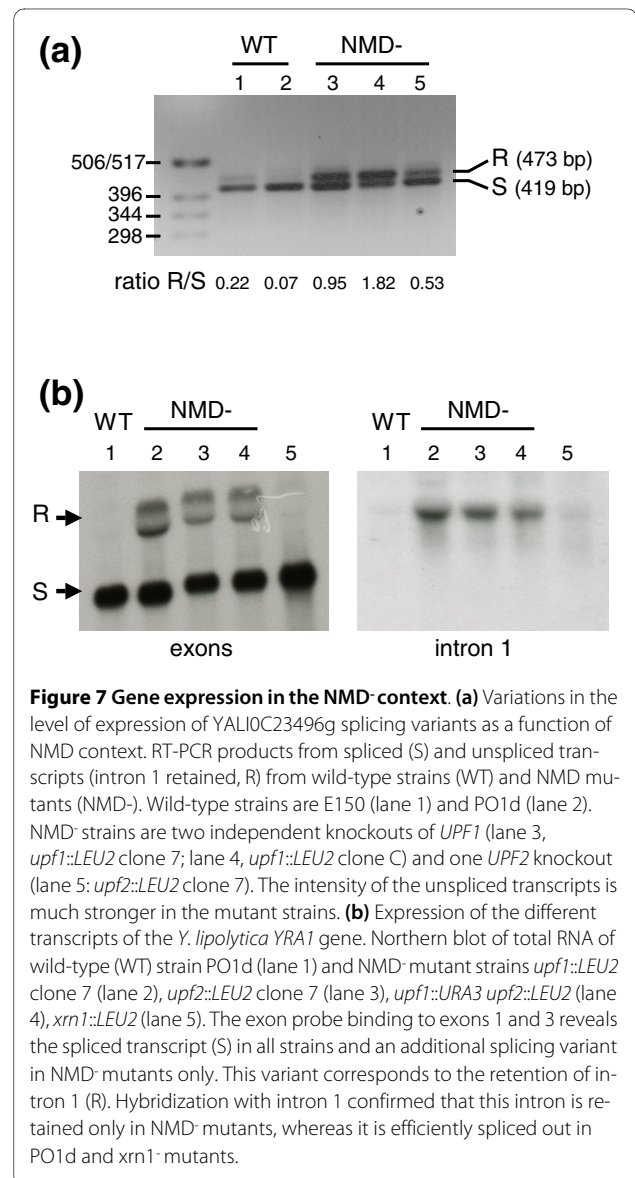 (a)
WT NMD-
1 2 3 4 5
506/517
396
344
298
R (473 bp)
S (419 bp)
ratio R/S 0.22 0.07 0.95 1.82 0.53
(b)
WT NMD- WT NMD-
1 2 3 4 5 1 2 3 4 5
R
S
exons intron 1
Figure 7 Gene expression in the NMD- context. (a) Variations in the
level of expression of YALI0C23496g splicing variants as a function of
NMD context. RT-PCR products from spliced (S) and unspliced tran-
scripts (intron 1 retained, R) from wild-type strains (WT) and NMD mu-
tants (NMD-). Wild-type strains are E150 (lane 1) and PO1d (lane 2).
NMD- strains are two independent knockouts of UPF1 (lane 3,
upf1::LEU2 clone 7; lane 4, upf1::LEU2 clone C) and one UPF2 knockout
(lane 5: upf2::LEU2 clone 7). The intensity of the unspliced transcripts is
much stronger in the mutant strains. (b) Expression of the different
transcripts of the Y. lipolytica YRA1 gene. Northern blot of total RNA of
wild-type (WT) strain PO1d (lane 1) and NMD- mutant strains upf1::LEU2
clone 7 (lane 2), upf2::LEU2 clone 7 (lane 3), upf1::URA3 upf2::LEU2 (lane
4), xrn1::LEU2 (lane 5). The exon probe binding to exons 1 and 3 reveals
the spliced transcript (S) in all strains and an additional splicing variant
in NMD- mutants only. This variant corresponds to the retention of in-
tron 1 (R). Hybridization with intron 1 confirmed that this intron is re-
tained only in NMD- mutants, whereas it is efficiently spliced out in
PO1d and xrn1- mutants.